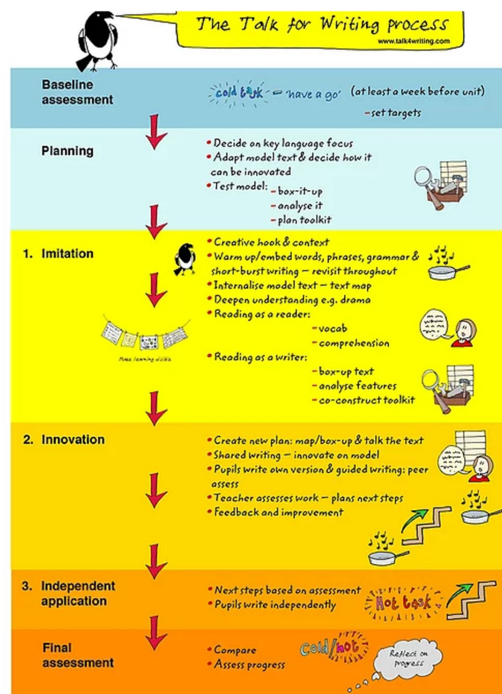 The Talk for Writing process
www.talk4writing.com
Baseline
assessment
cold task – 'have a go'
(at least a week before unit)
– set targets
Planning
• Decide on key language focus
• Adapt model text & decide how it
can be innovated
• Test model:
– box-it-up
– analyse it
– plan toolkit
1. Imitation
• Creative hook & context
• Warm up/embed words, phrases, grammar &
short-burst writing – revisit throughout
• Internalise model text – text map
• Deepen understanding e.g. drama
• Reading as a reader:
– vocab
– comprehension
• Reading as a writer:
– box-up text
– analyse features
– co-construct toolkit
2. Innovation
• Create new plan: map/box-up & talk the text
• Shared writing – innovate on model
• Pupils write own version & guided writing: peer
assess
• Teacher assesses work – plans next steps
• Feedback and improvement
3. Independent
application
• Next steps based on assessment
• Pupils write independently
Hot task
Final
assessment
• Compare
• Assess progress
Cold/hot
Reflect on
progress